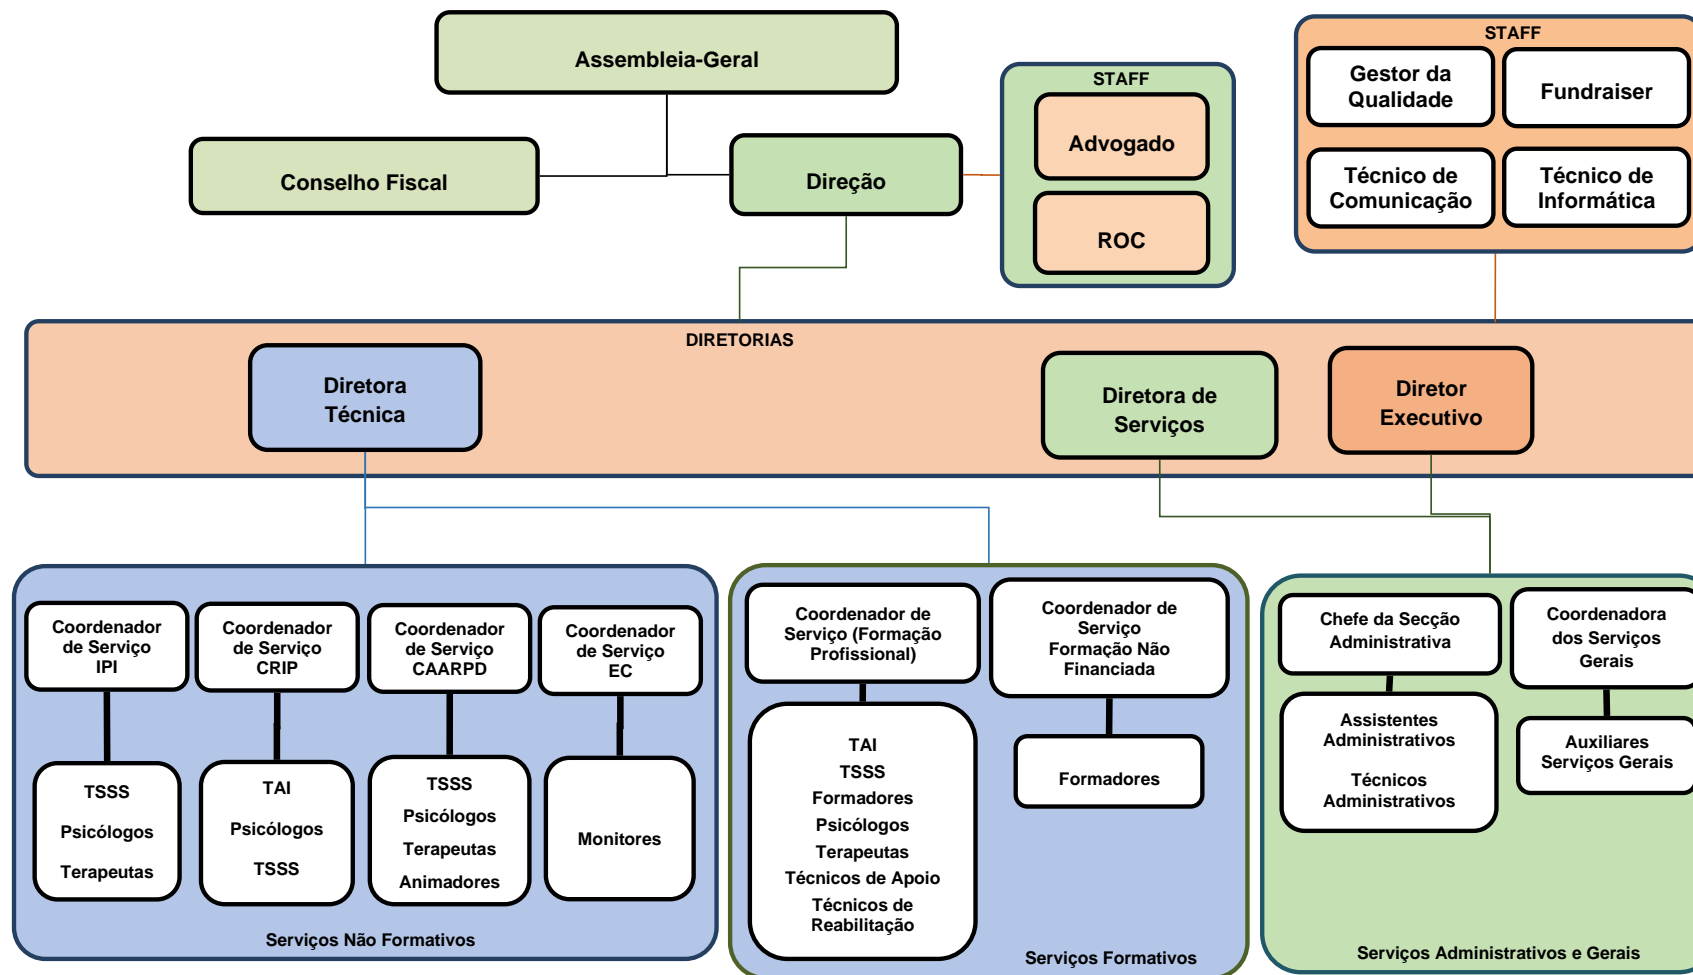 Assembleia-Geral
Conselho Fiscal
Direção
STAFF
Advogado
ROC
STAFF
Gestor da
Qualidade
Fundraiser
Técnico de
Comunicação
Técnico de
Informática
DIRETORIAS
Diretora
Técnica
Diretora de
Serviços
Diretor
Executivo
Coordenador
de Serviço
IPI
Coordenador
de Serviço
CRIP
Coordenador
de Serviço
CAARPD
Coordenador
de Serviço
EC
TSSS
Psicólogos
Terapeutas
TAI
Psicólogos
TSSS
TSSS
Psicólogos
Terapeutas
Animadores
Monitores
Serviços Não Formativos
Coordenador de
Serviço (Formação
Profissional)
Coordenador de
Serviço
Formação Não
Financiada
TAI
TSSS
Formadores
Psicólogos
Terapeutas
Técnicos de Apoio
Técnicos de
Reabilitação
Formadores
Serviços Formativos
Chefe da Secção
Administrativa
Coordenadora
dos Serviços
Gerais
Assistentes
Administrativos
Técnicos
Administrativos
Auxiliares
Serviços Gerais
Serviços Administrativos e Gerais